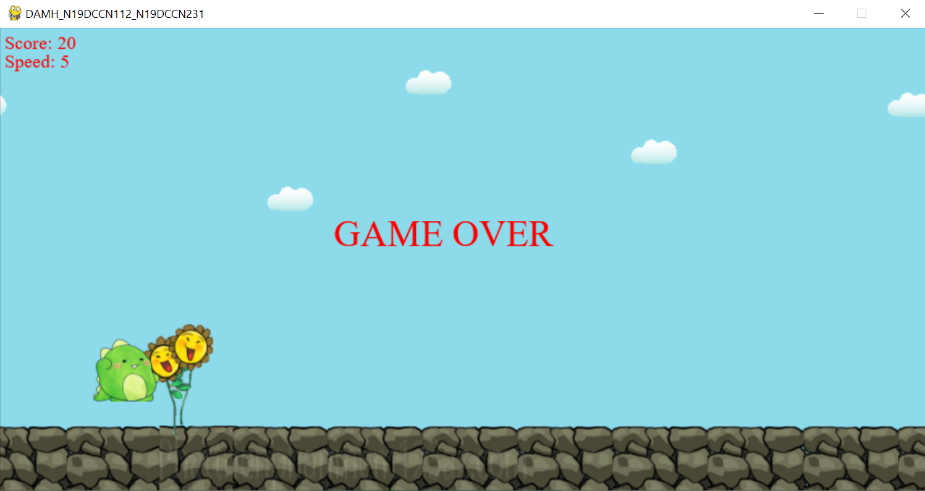 DAMH_N19DCCN112_N19DCCN231
Score: 20
Speed: 5
GAME OVER